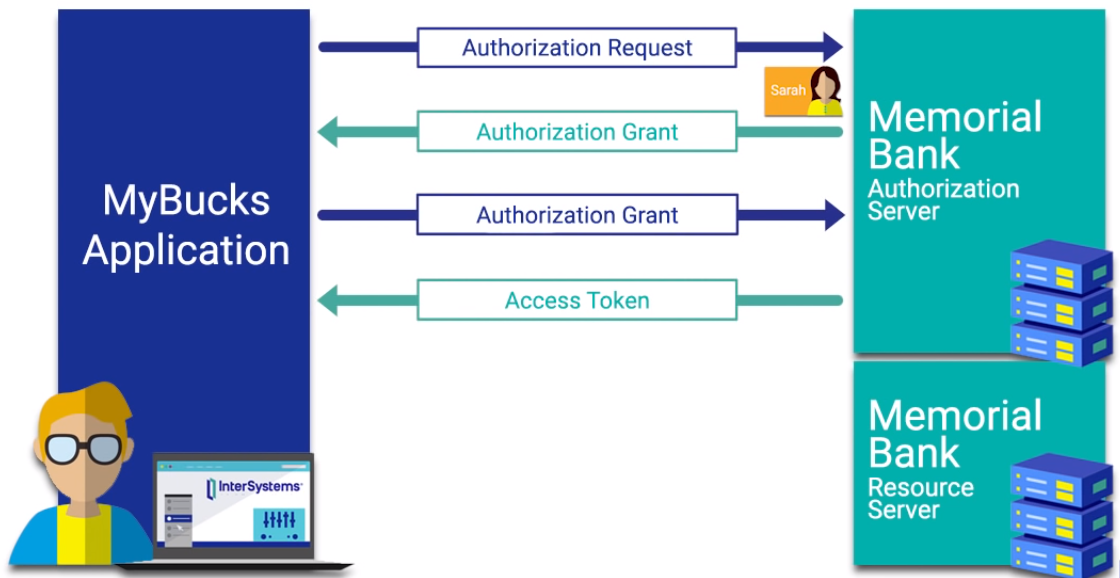 Authorization Request
Sarah
Authorization Grant
Authorization Grant
Access Token
MyBucks
Application
Memorial
Bank
Authorization
Server
Memorial
Bank
Resource
Server
InterSystems